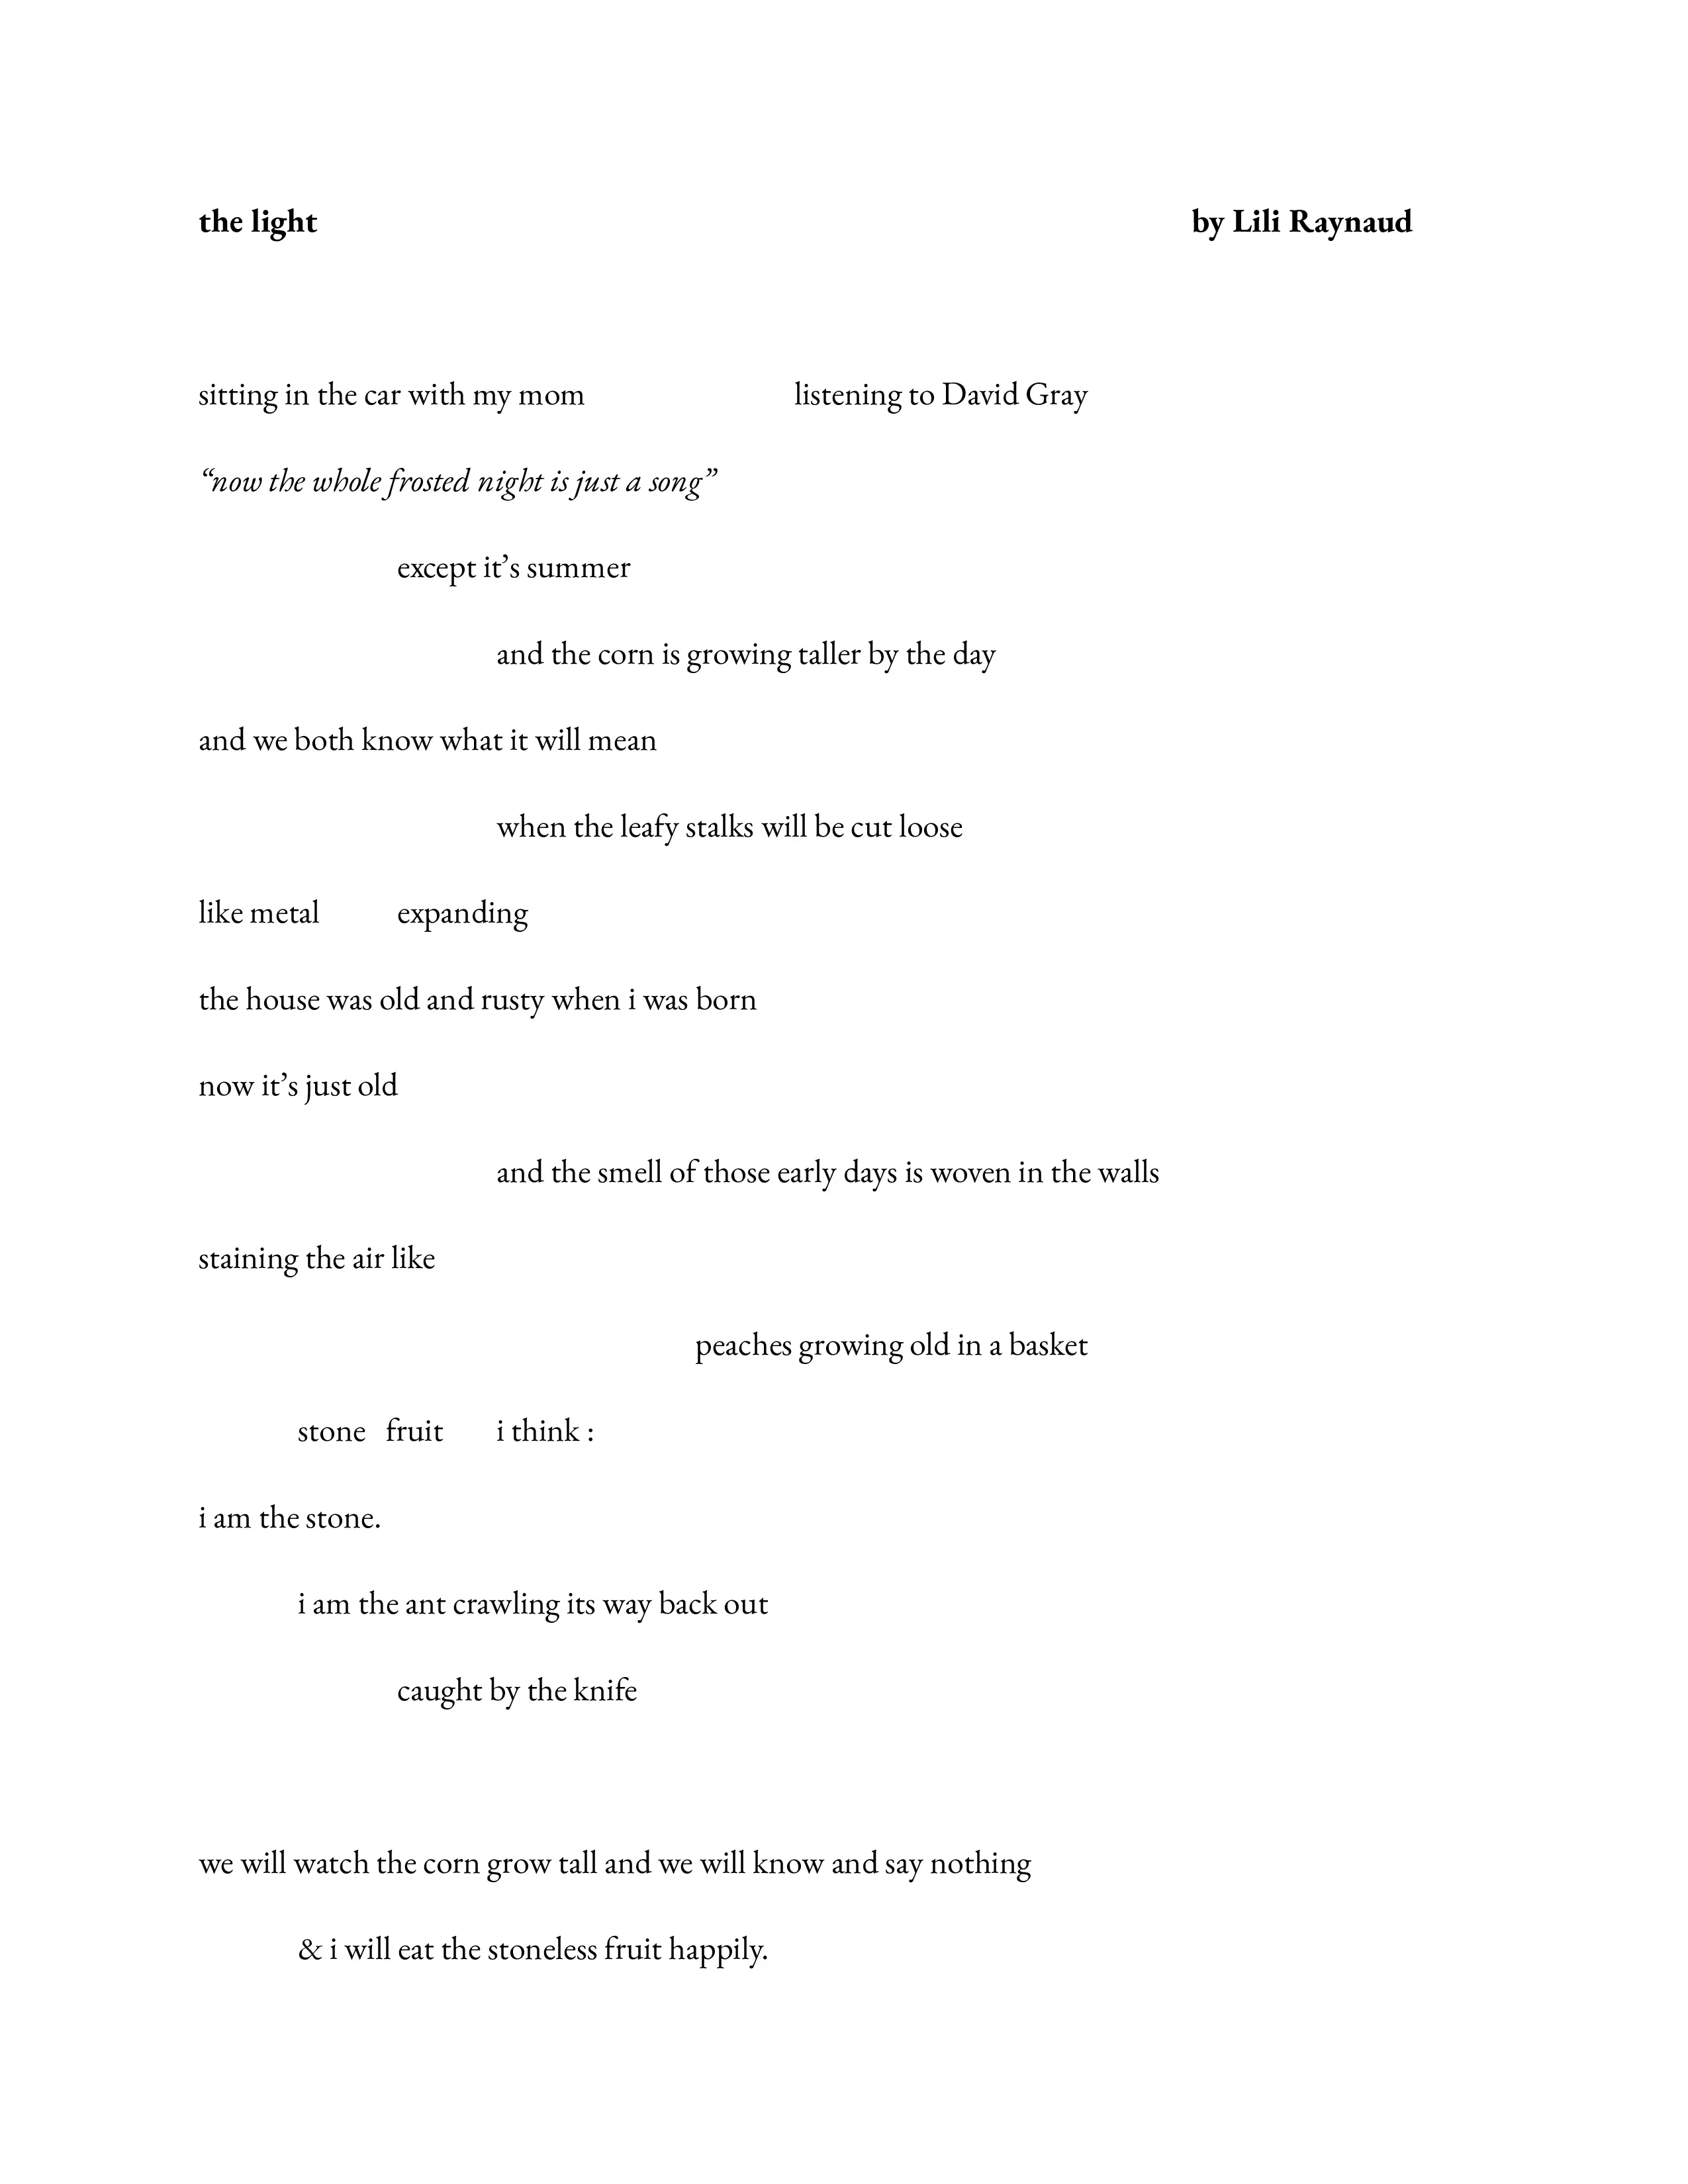 the light by Lili Raynaud
sitting in the car with my mom listening to David Gray
“now the whole frosted night is just a song”
except it’s summer
and the corn is growing taller by the day
and we both know what it will mean
when the leafy stalks will be cut loose
like metal expanding
the house was old and rusty when i was born
now it’s just old
and the smell of those early days is woven in the walls
staining the air like
peaches growing old in a basket
stone fruit i think :
i am the stone.
i am the ant crawling its way back out
caught by the knife
we will watch the corn grow tall and we will know and say nothing
& i will eat the stoneless fruit happily.